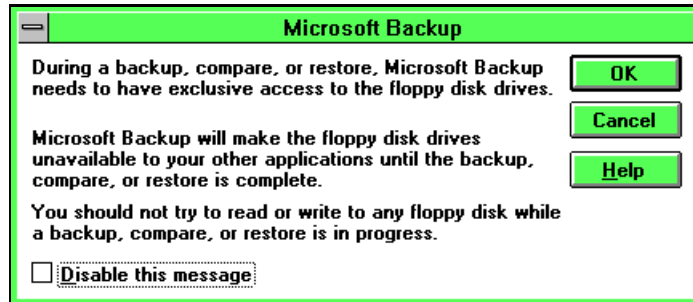 Microsoft Backup
During a backup, compare, or restore, Microsoft Backup
needs to have exclusive access to the floppy disk drives.
Microsoft Backup will make the floppy disk drives
unavailable to your other applications until the backup,
compare, or restore is complete.
You should not try to read or write to any floppy disk while
a backup, compare, or restore is in progress.
Disable this message
OK
Cancel
Help